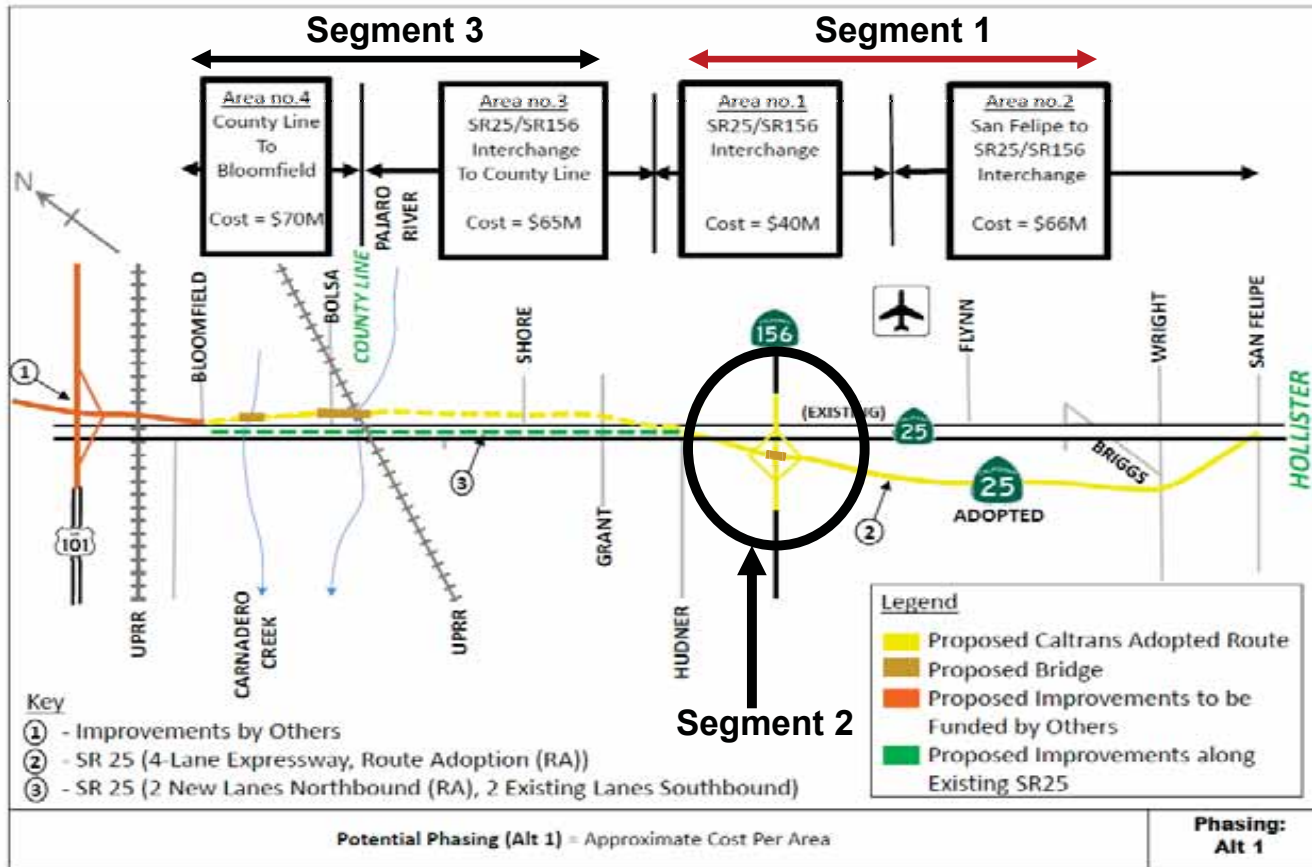 Segment 3
Segment 1
Area no.4
County Line
To
Bloomfield
Cost = $70M
Area no.3
SR25/SR156
Interchange
To County Line
Cost = $65M
Area no.1
SR25/SR156
Interchange
Cost = $40M
Area no.2
San Felipe to
SR25/SR156
Interchange
Cost = $66M
N
PAJARO
RIVER
BLOOMFIELD
BOLSA
COUNTY LINE
SHORE
156
FLYNN
WRIGHT
SAN FELIPE
1
(EXISTING)
25
BRIGGS
HOLLISTER
3
2
25
ADOPTED
101
GRANT
UPRR
CARNADERO
CREEK
UPRR
HUDNER
Segment 2
Legend
Proposed Caltrans Adopted Route
Proposed Bridge
Proposed Improvements to be
Funded by Others
Proposed Improvements along
Existing SR25
Key
1 - Improvements by Others
2 - SR 25 (4-Lane Expressway, Route Adoption (RA))
3 - SR 25 (2 New Lanes Northbound (RA), 2 Existing Lanes Southbound)
Potential Phasing (Alt 1) = Approximate Cost Per Area
Phasing:
Alt 1